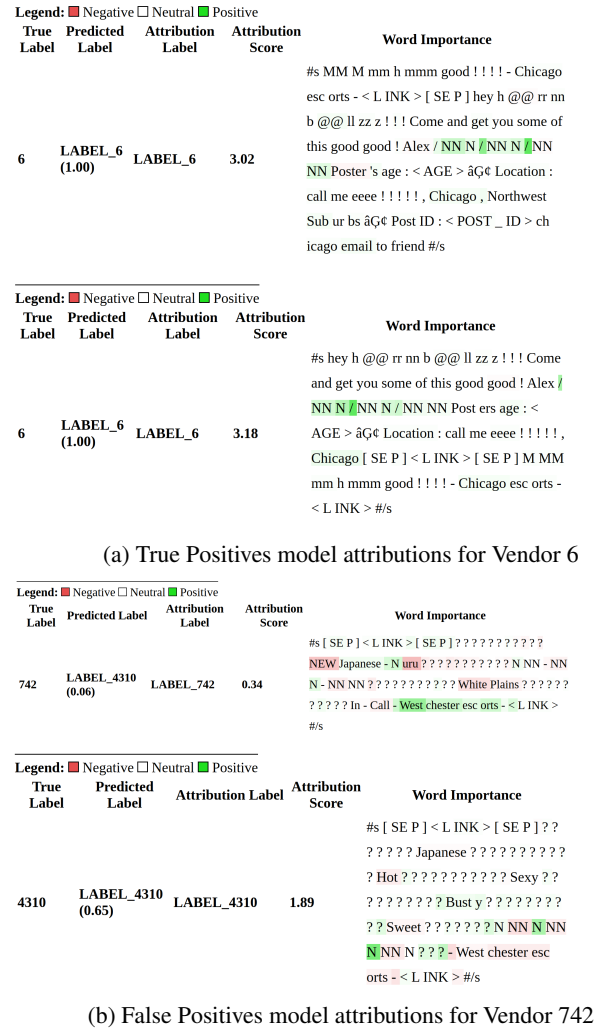 Legend: Negative Neutral Positive
True Label Predicted Label Attribution Label Attribution Score Word Importance
#s MM M mm h mmm good ! ! ! ! - Chicago
esc orts - < L INK > [ SE P ] hey h @@ rr nn
b @@ ll zz z ! ! ! Come and get you some of
this good good ! Alex / NN N / NN N / NN
NN Poster 's age : < AGE > âĢ¢ Location :
call me eeee ! ! ! ! ! , Chicago , Northwest
Sub ur bs âĢ¢ Post ID : < POST _ ID > ch
icago email to friend #/s
6 LABEL_6 (1.00) LABEL_6 3.02
Legend: Negative Neutral Positive
True Label Predicted Label Attribution Label Attribution Score Word Importance
#s hey h @@ rr nn b @@ ll zz z ! ! ! Come
and get you some of this good good ! Alex /
NN N / NN N / NN NN Post ers age : <
AGE > âĢ¢ Location : call me eeee ! ! ! ! ! ,
Chicago [ SE P ] < L INK > [ SE P ] M MM
mm h mmm good ! ! ! ! - Chicago esc orts -
< L INK > #/s
6 LABEL_6 (1.00) LABEL_6 3.18
(a) True Positives model attributions for Vendor 6
Legend: Negative Neutral Positive
True Label Predicted Label Attribution Label Attribution Score Word Importance
#s [ SE P ] < L INK > [ SE P ] ? ? ? ? ? ? ? ? ? ? ?
NEW Japanese - N uru ? ? ? ? ? ? ? ? ? ? ? N NN - NN
N - NN NN ? ? ? ? ? ? ? ? ? ? ? White Plains ? ? ? ? ? ?
? ? ? ? ? In - Call - West chester esc orts - < L INK >
#/s
742 LABEL_4310 (0.06) LABEL_742 0.34
Legend: Negative Neutral Positive
True Label Predicted Label Attribution Label Attribution Score Word Importance
#s [ SE P ] < L INK > [ SE P ] ? ?
? ? ? ? ? Japanese ? ? ? ? ? ? ? ? ? ?
? Hot ? ? ? ? ? ? ? ? ? ? ? Sexy ? ?
? ? ? ? ? ? ? ? ? Bust y ? ? ? ? ? ? ? ?
? ? Sweet ? ? ? ? ? ? ? N NN N NN
N NN N ? ? ? - West chester esc
orts - < L INK > #/s
4310 LABEL_4310 (0.65) LABEL_4310 1.89
(b) False Positives model attributions for Vendor 742